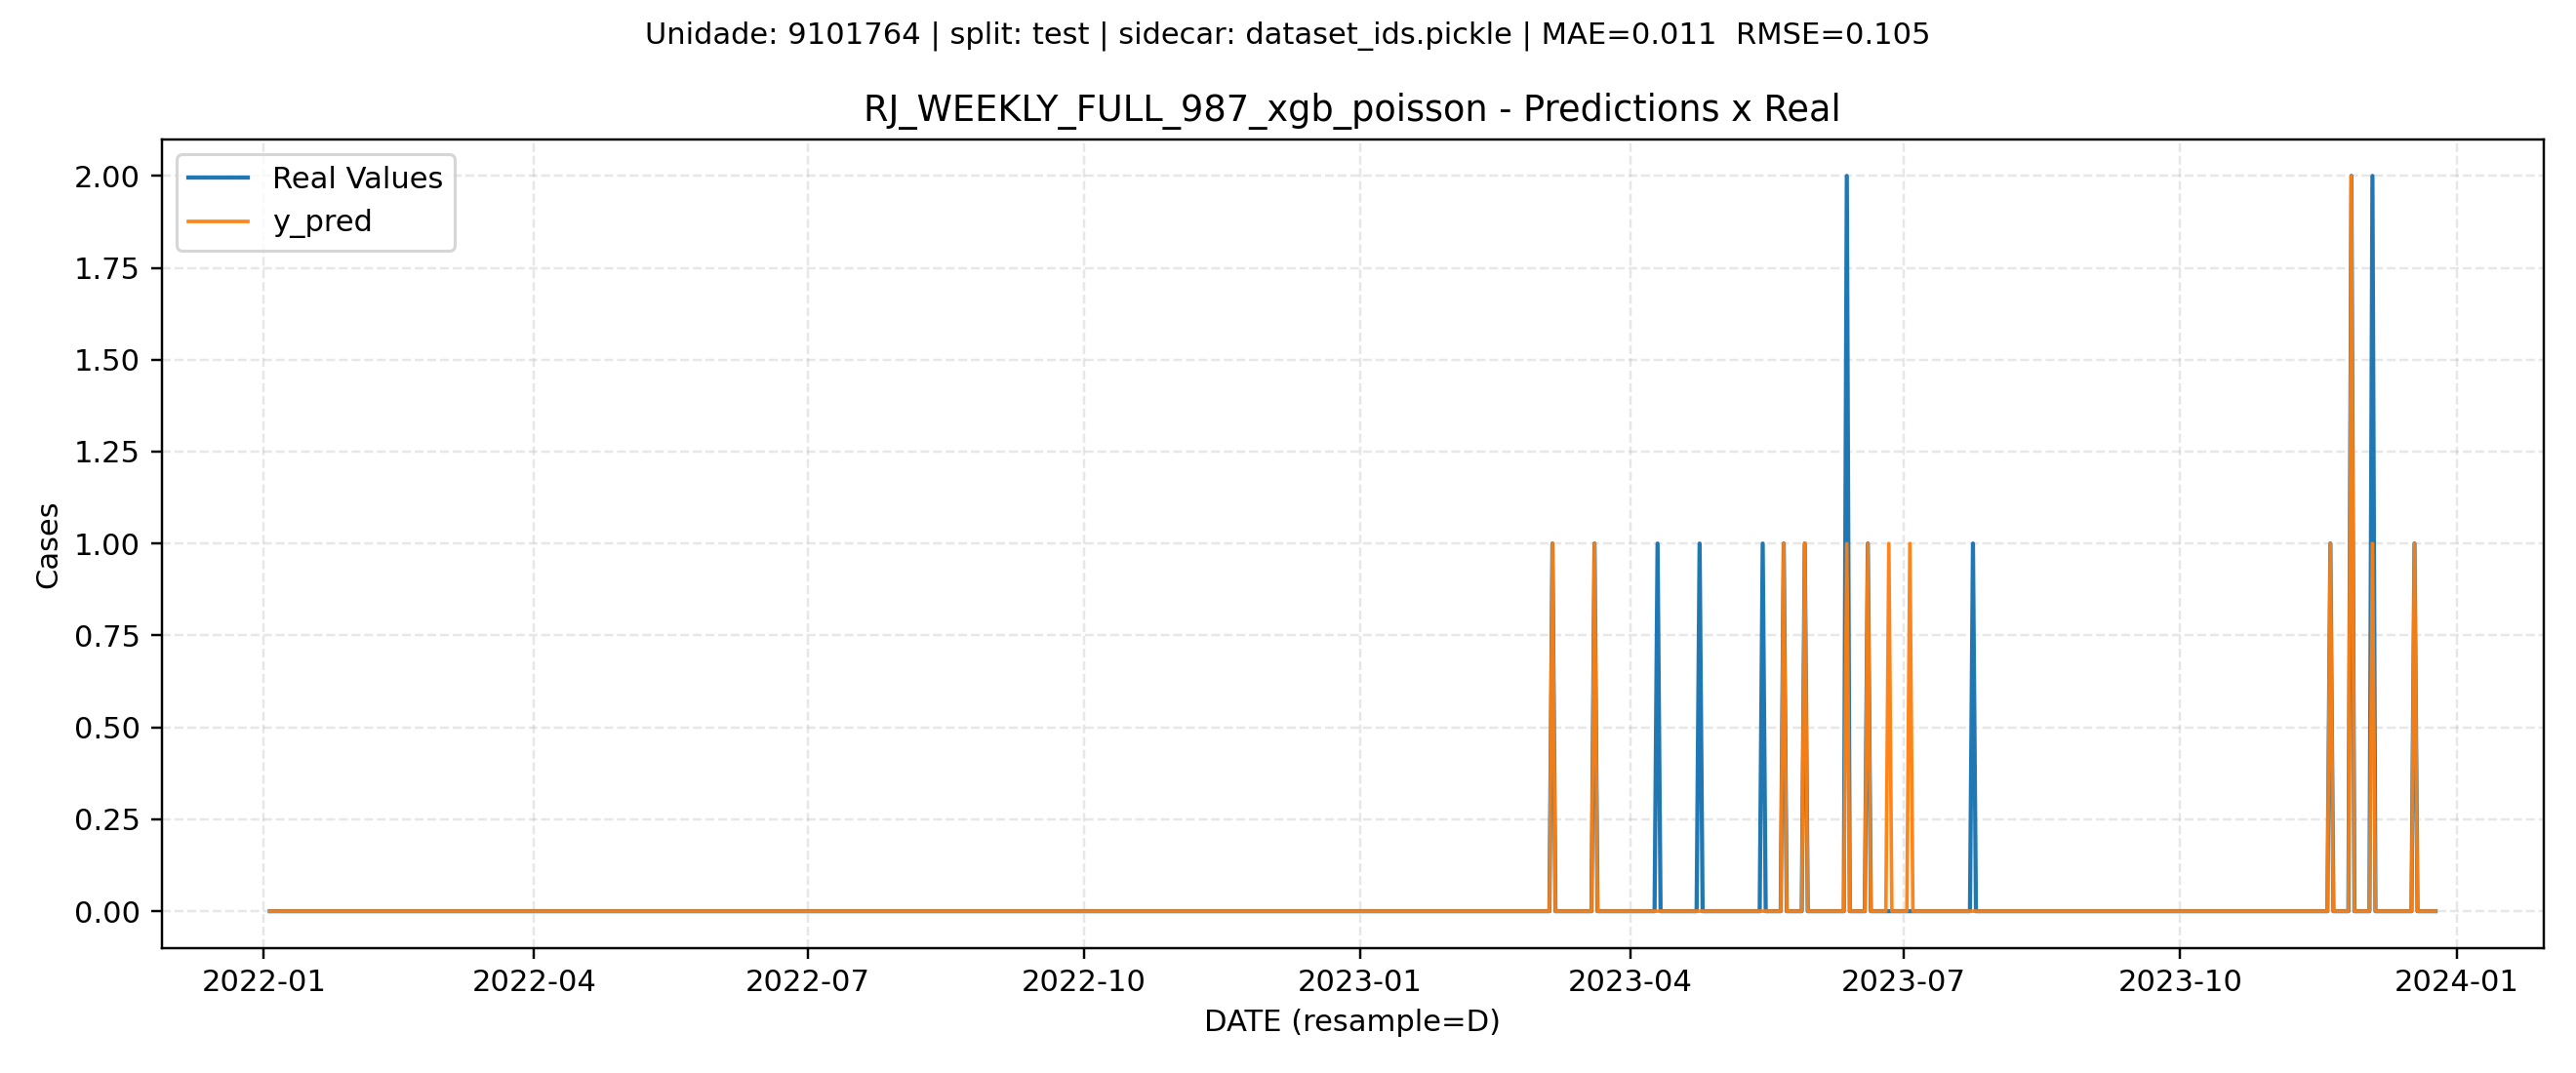 Unidade: 9101764 | split: test | sidecar: dataset_ids.pickle | MAE=0.011  RMSE=0.105
RJ_WEEKLY_FULL_987_xgb_poisson - Predictions x Real
Real Values
y_pred
2.00
1.75
1.50
1.25
1.00
0.75
0.50
0.25
0.00
Cases
2022-01 2022-04 2022-07 2022-10 2023-01 2023-04 2023-07 2023-10 2024-01
DATE (resample=D)